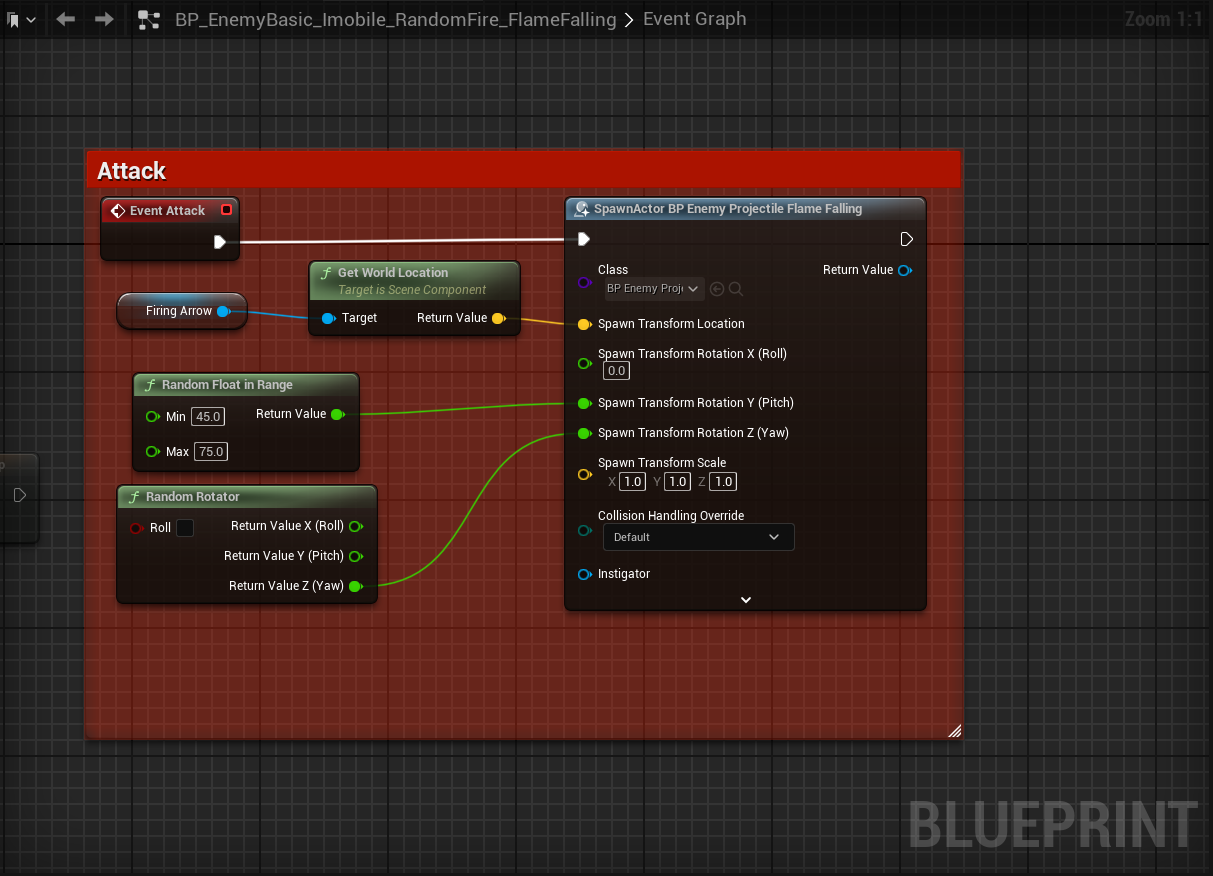 BP_EnemyBasic_Imobile_RandomFire_FlameFalling > Event Graph
Zoom 1:1
Attack
Event Attack
SpawnActor BP Enemy Projectile Flame Falling
Get World Location
Target is Scene Component
Target
Return Value
Firing Arrow
Class
BP Enemy Proj
Return Value
Spawn Transform Location
Spawn Transform Rotation X (Roll)
0.0
Spawn Transform Rotation Y (Pitch)
Spawn Transform Rotation Z (Yaw)
Spawn Transform Scale
X 1.0 Y 1.0 Z 1.0
Collision Handling Override
Default
Instigator
Random Float in Range
Min 45.0
Return Value
Max 75.0
Random Rotator
Roll
Return Value X (Roll)
Return Value Y (Pitch)
Return Value Z (Yaw)
BLUEPRINT